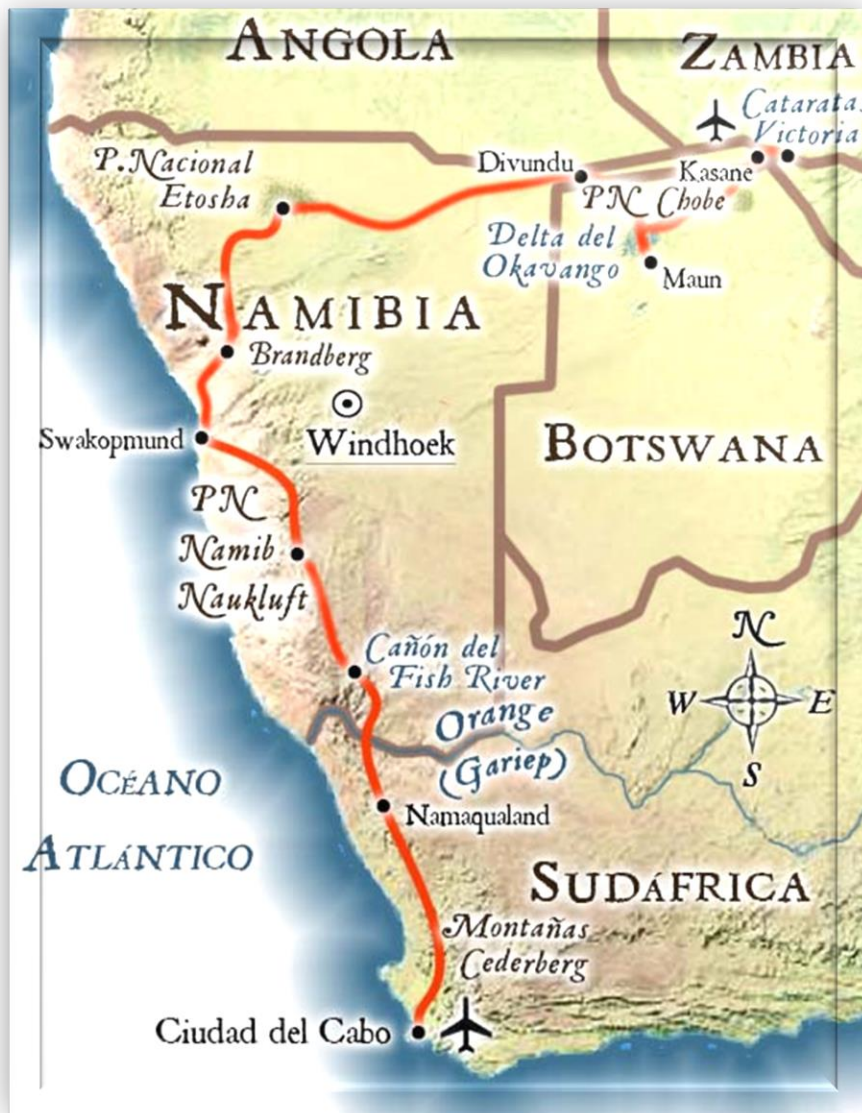 ANGOLA
ZAMBIA
Catarata
Victoria
P. Nacional
Etosha
Divundu
Kasane
PN Chobe
Delta del
Okavango
Maun
NAMIBIA
Brandberg
Swakopmund
Windhoek
BOTSWANA
PN
Namib
Naukluft
Cañón del
Fish River
N
W E
S
Orange
(Gariep)
OCÉANO
ATLÁNTICO
Namaqualand
SUDÁFRICA
Montañas
Cederberg
Ciudad del Cabo